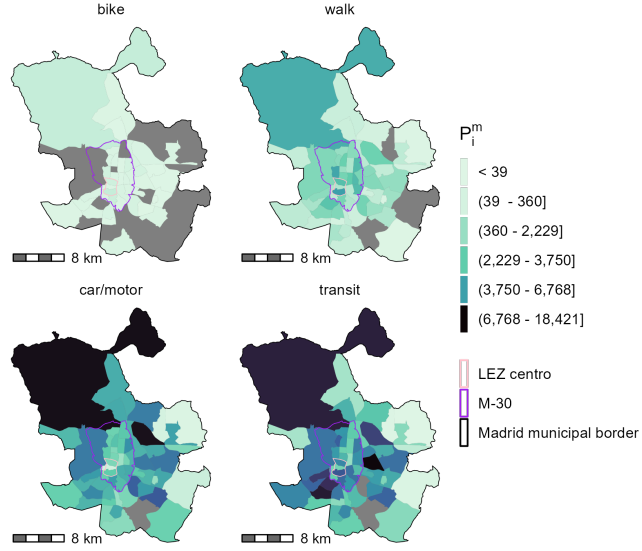 bike
walk
8 km
8 km
car/motor
transit
8 km
8 km
P_i^m
< 39
(39 - 360]
(360 - 2,229]
(2,229 - 3,750]
(3,750 - 6,768]
(6,768 - 18,421]
LEZ centro
M-30
Madrid municipal border